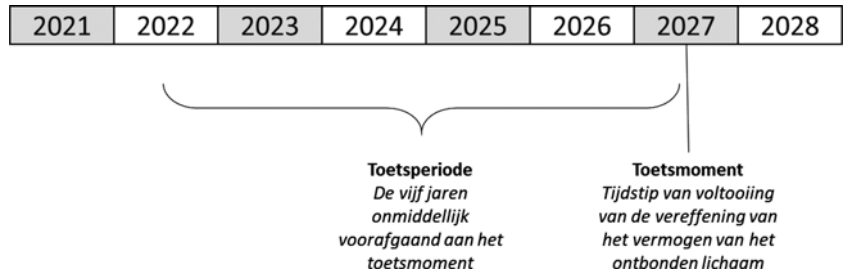 2021 2022 2023 2024 2025 2026 2027 2028
Toetsperiode
De vijf jaren
onmiddellijk
voorafgaand aan het
toetsmoment
Toetsmoment
Tijdstip van voltooiing
van de vereffening van
het vermogen van het
ontbonden lichaam